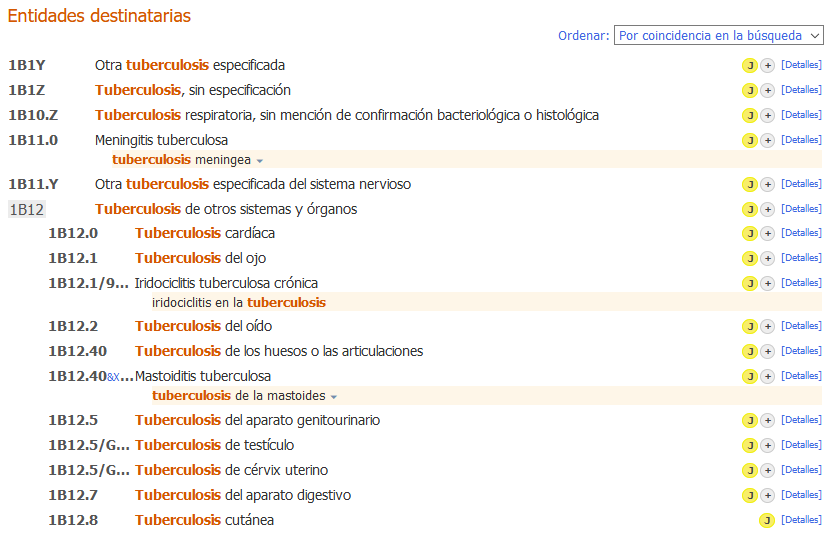 Entidades destinatarias
Ordenar: Por coincidencia en la búsqueda
1B1Y Otra tuberculosis especificada J + [Detalles]
1B1Z Tuberculosis, sin especificación J + [Detalles]
1B10.Z Tuberculosis respiratoria, sin mención de confirmación bacteriológica o histológica J + [Detalles]
1B11.0 Meningitis tuberculosa J + [Detalles]
tuberculosis meningea
1B11.Y Otra tuberculosis especificada del sistema nervioso J + [Detalles]
1B12 Tuberculosis de otros sistemas y órganos J + [Detalles]
1B12.0 Tuberculosis cardíaca J + [Detalles]
1B12.1 Tuberculosis del ojo J + [Detalles]
1B12.1/9... Iridociclitis tuberculosa crónica J + [Detalles]
iridociclitis en la tuberculosis
1B12.2 Tuberculosis del oído J + [Detalles]
1B12.40 Tuberculosis de los huesos o las articulaciones J + [Detalles]
1B12.40&X... Mastoiditis tuberculosa J + [Detalles]
tuberculosis de la mastoides
1B12.5 Tuberculosis del aparato genitourinario J + [Detalles]
1B12.5/G... Tuberculosis de testículo J + [Detalles]
1B12.5/G... Tuberculosis de cérvix uterino J + [Detalles]
1B12.7 Tuberculosis del aparato digestivo J + [Detalles]
1B12.8 Tuberculosis cutánea J [Detalles]